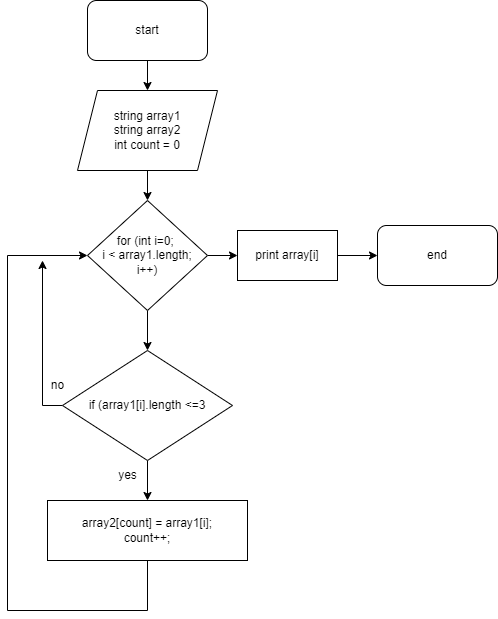 start
string array1
string array2
int count = 0
for (int i=0;
i < array1.length;
i++)
print array[i]
end
no
if (array1[i].length <=3
yes
array2[count] = array1[i];
count++;